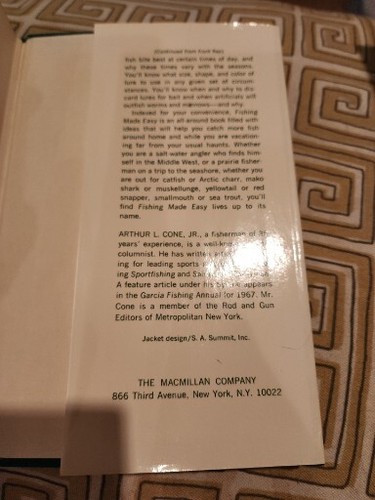 (Continued from front flap)
fish bite best at certain times of day, and
why these times vary with the seasons.
You'll know what size, shape, and color of
lure to use in any given set of circum-
stances. You'll know when and why to dis-
card lures for bait and when artificials will
outfish worms and minnows—and why.
Indexed for your convenience, Fishing
Made Easy is an all-around book filled with
ideas that will help you catch more fish
around home and while you are vacation-
ing far from your usual haunts. Whether
you are a salt-water angler who finds him-
self in the Middle West, or a prairie fisher-
man on a trip to the seashore, whether you
are out for catfish or Arctic charr, mako
shark or muskellunge, yellowtail or red
snapper, smallmouth or sea trout, you'll
find Fishing Made Easy lives up to its
name.
ARTHUR L. CONE, JR., a fisherman of
years' experience, is a
columnist. He has written
ing for leading sports
ing Sportfishing and
A feature article under his appears
in the Garcia Fishing Annual for 1967. Mr.
Cone is a member of the Rod and Gun
Editors of Metropolitan New York.
Jacket design/S. A. Summit, Inc.
THE MACMILLAN COMPANY
866 Third Avenue, New York, N.Y. 10022